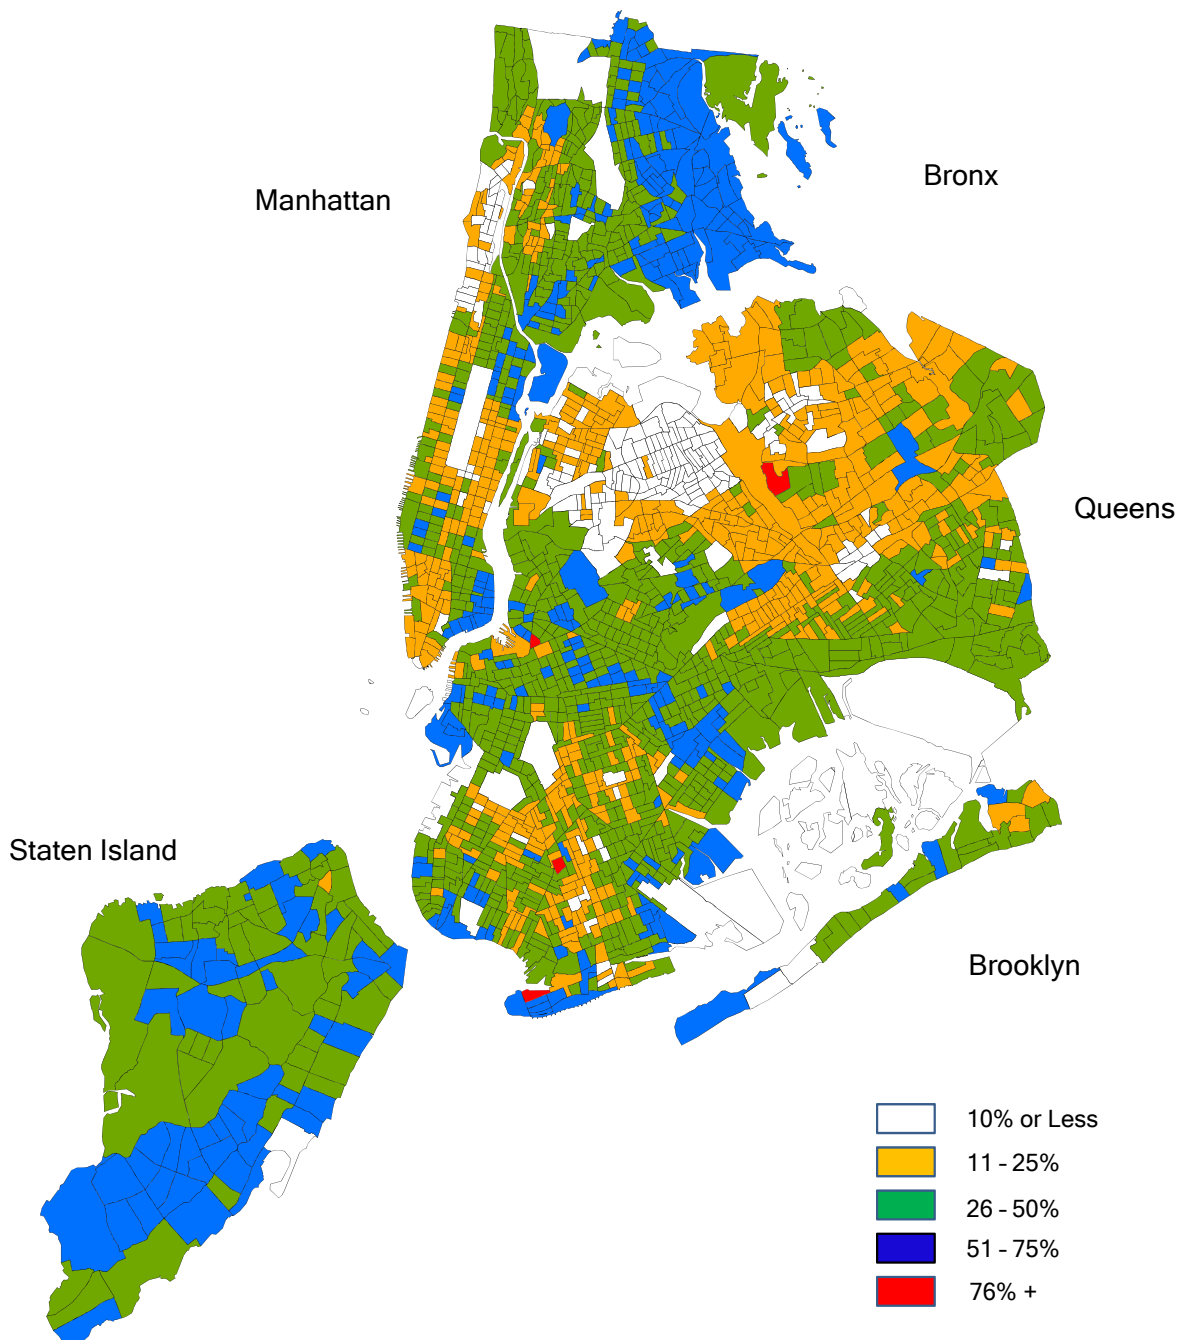 Manhattan
Bronx
Queens
Staten Island
Brooklyn
10% or Less
11 - 25%
26 - 50%
51 - 75%
76% +